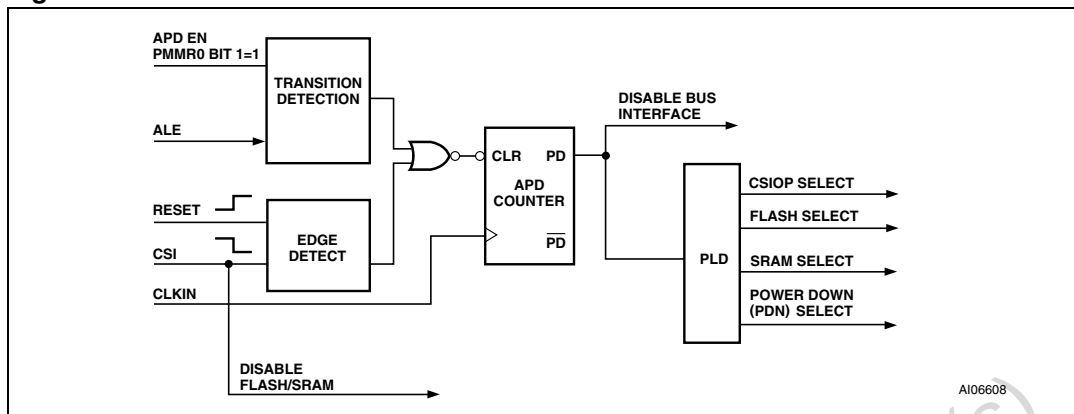 APD EN
PMMR0 BIT 1=1
TRANSITION
DETECTION
ALE
RESET
CSI
EDGE
DETECT
CLKIN
DISABLE
FLASH/SRAM
CLR
PD
APD
COUNTER
PD
DISABLE BUS
INTERFACE
PLD
CSIOP SELECT
FLASH SELECT
SRAM SELECT
POWER DOWN
(PDN) SELECT
AI06608